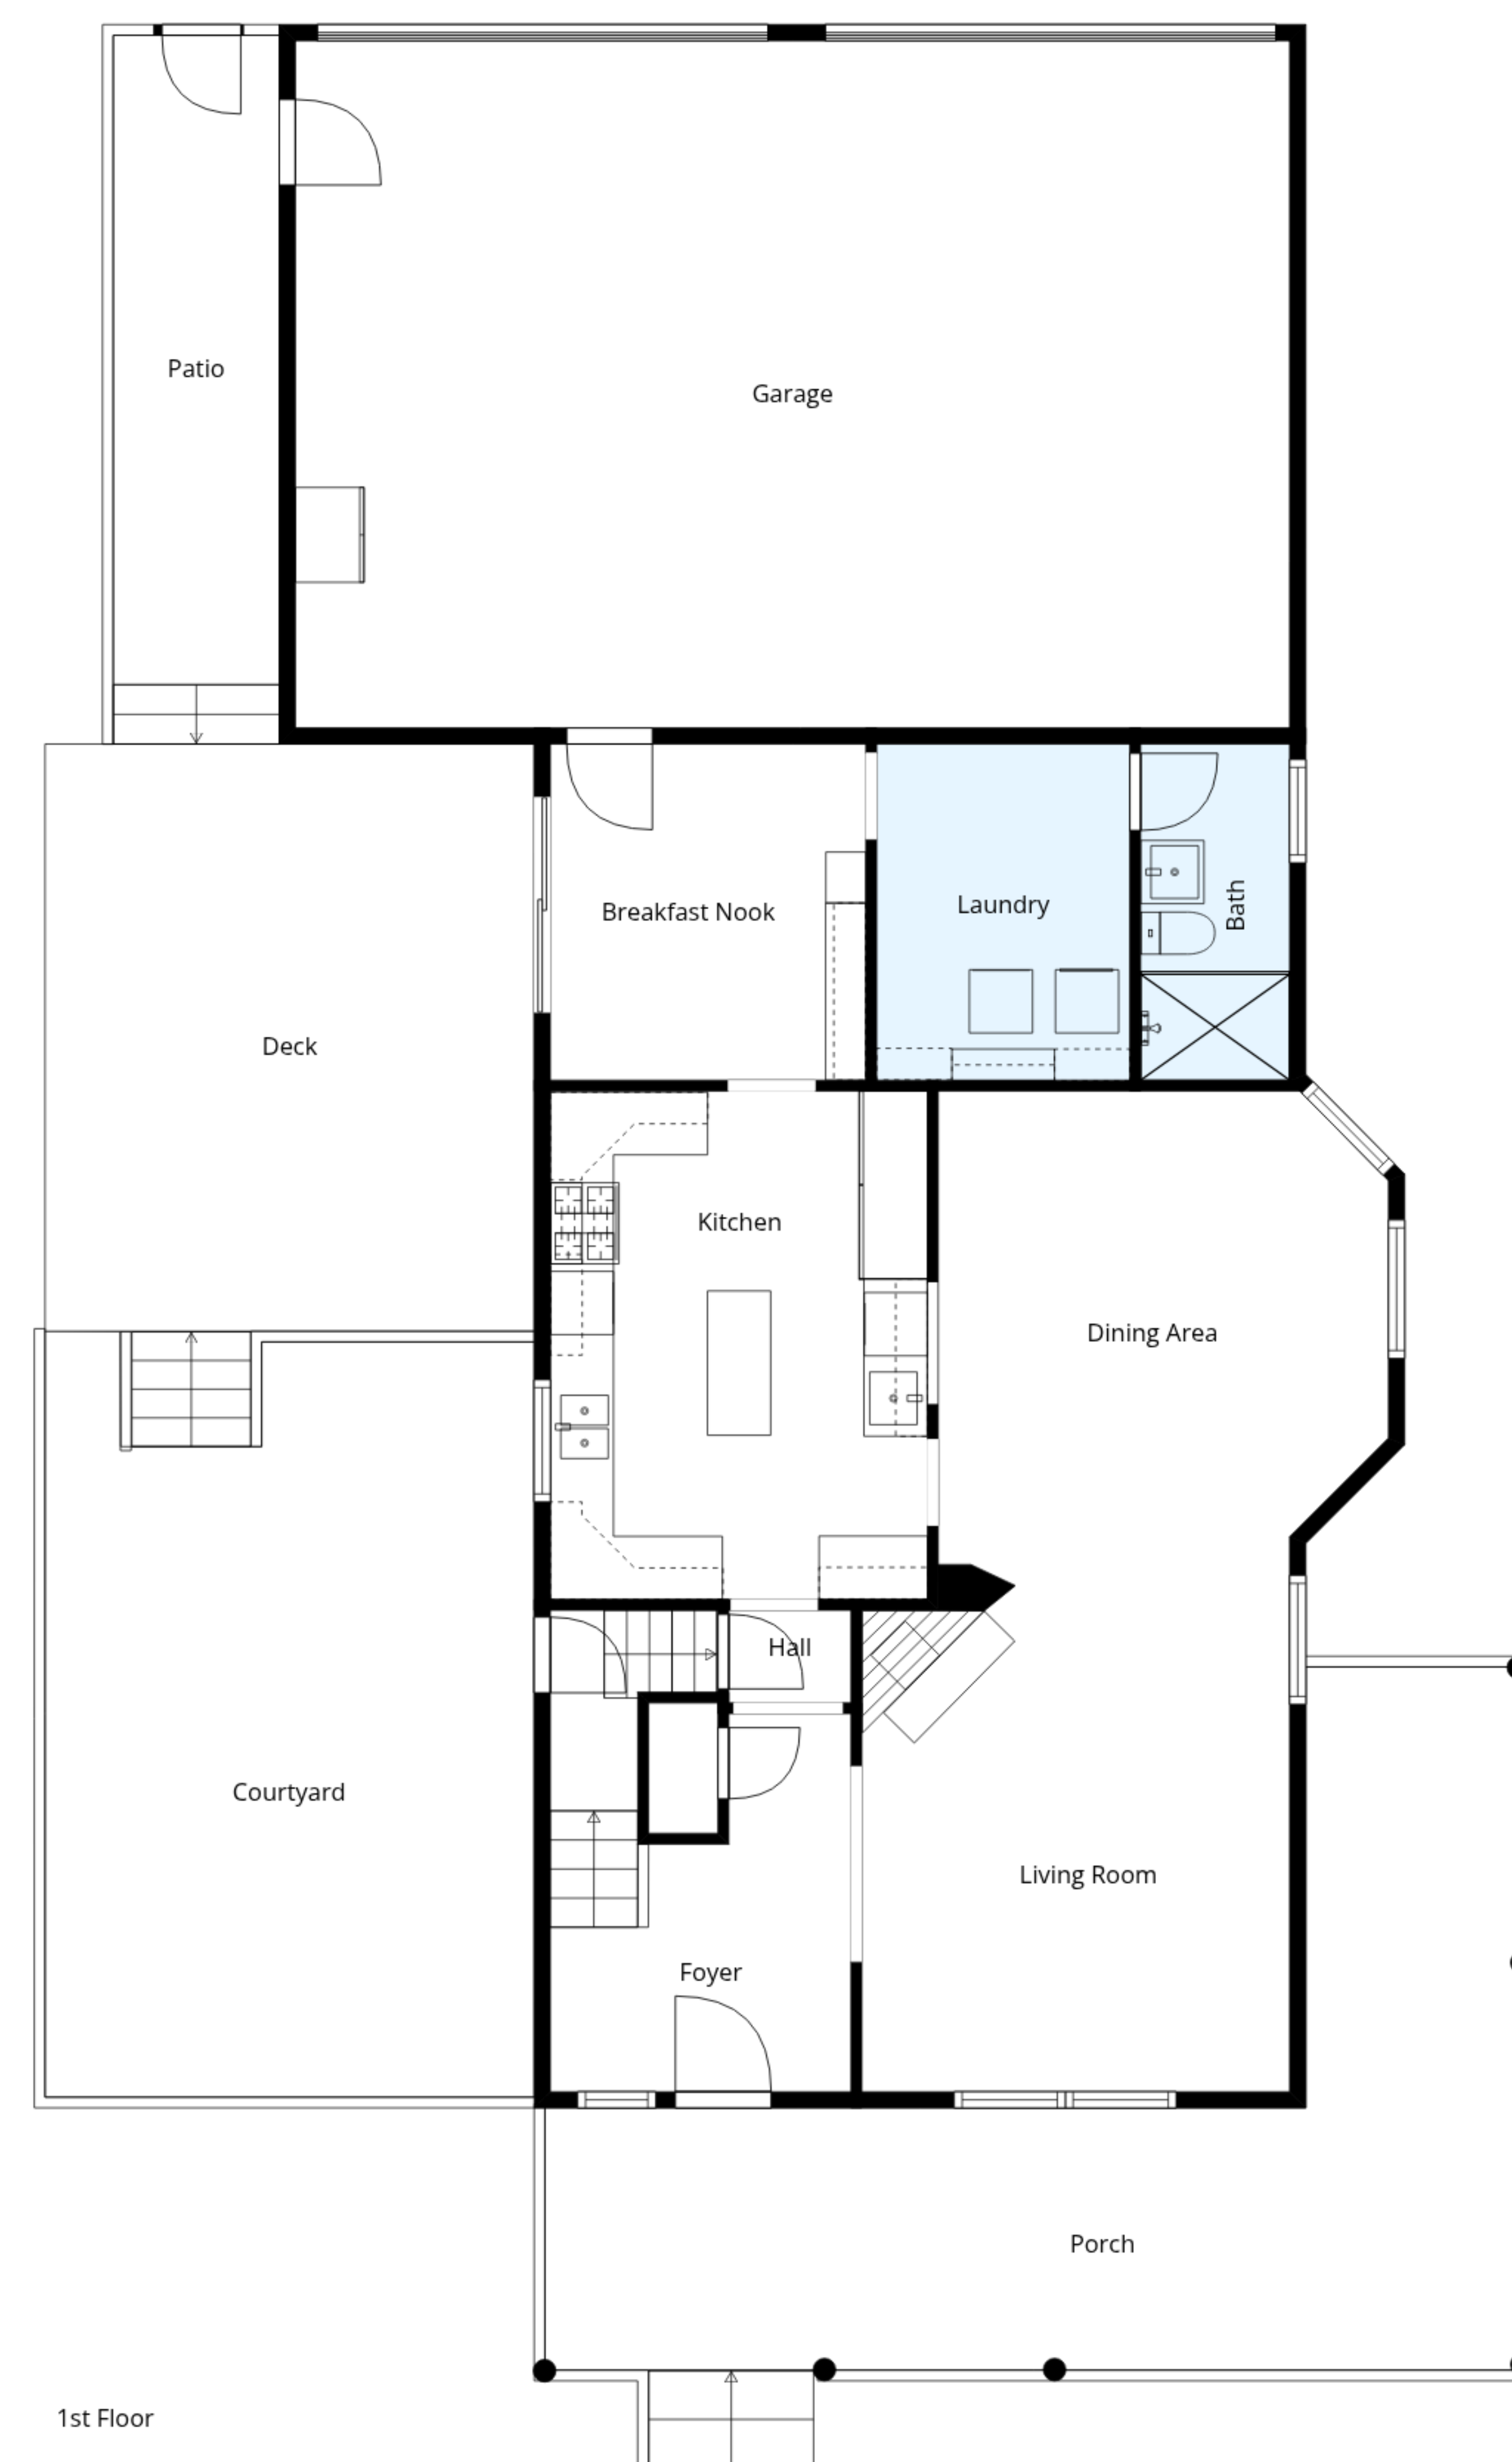 Patio
Garage
Breakfast Nook
Laundry
Bath
Deck
Kitchen
Dining Area
Hall
Courtyard
Living Room
Foyer
Porch
1st Floor